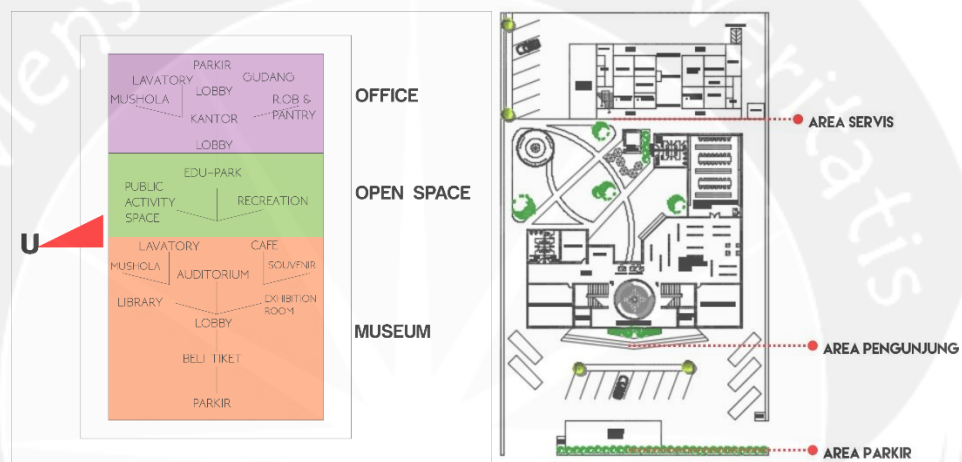 PARKIR
LAVATORY
GUDANG
LOBBY
MUSHOLA
R.OB &
PANTRY
KANTOR
LOBBY
OFFICE
EDU-PARK
PUBLIC
ACTIVITY
SPACE
RECREATION
OPEN SPACE
U
LAVATORY
CAFE
MUSHOLA
SOUVENIR
AUDITORIUM
LIBRARY
EXHIBITION
ROOM
LOBBY
MUSEUM
BELI TIKET
PARKIR
AREA SERVIS
AREA PENGUNJUNG
AREA PARKIR